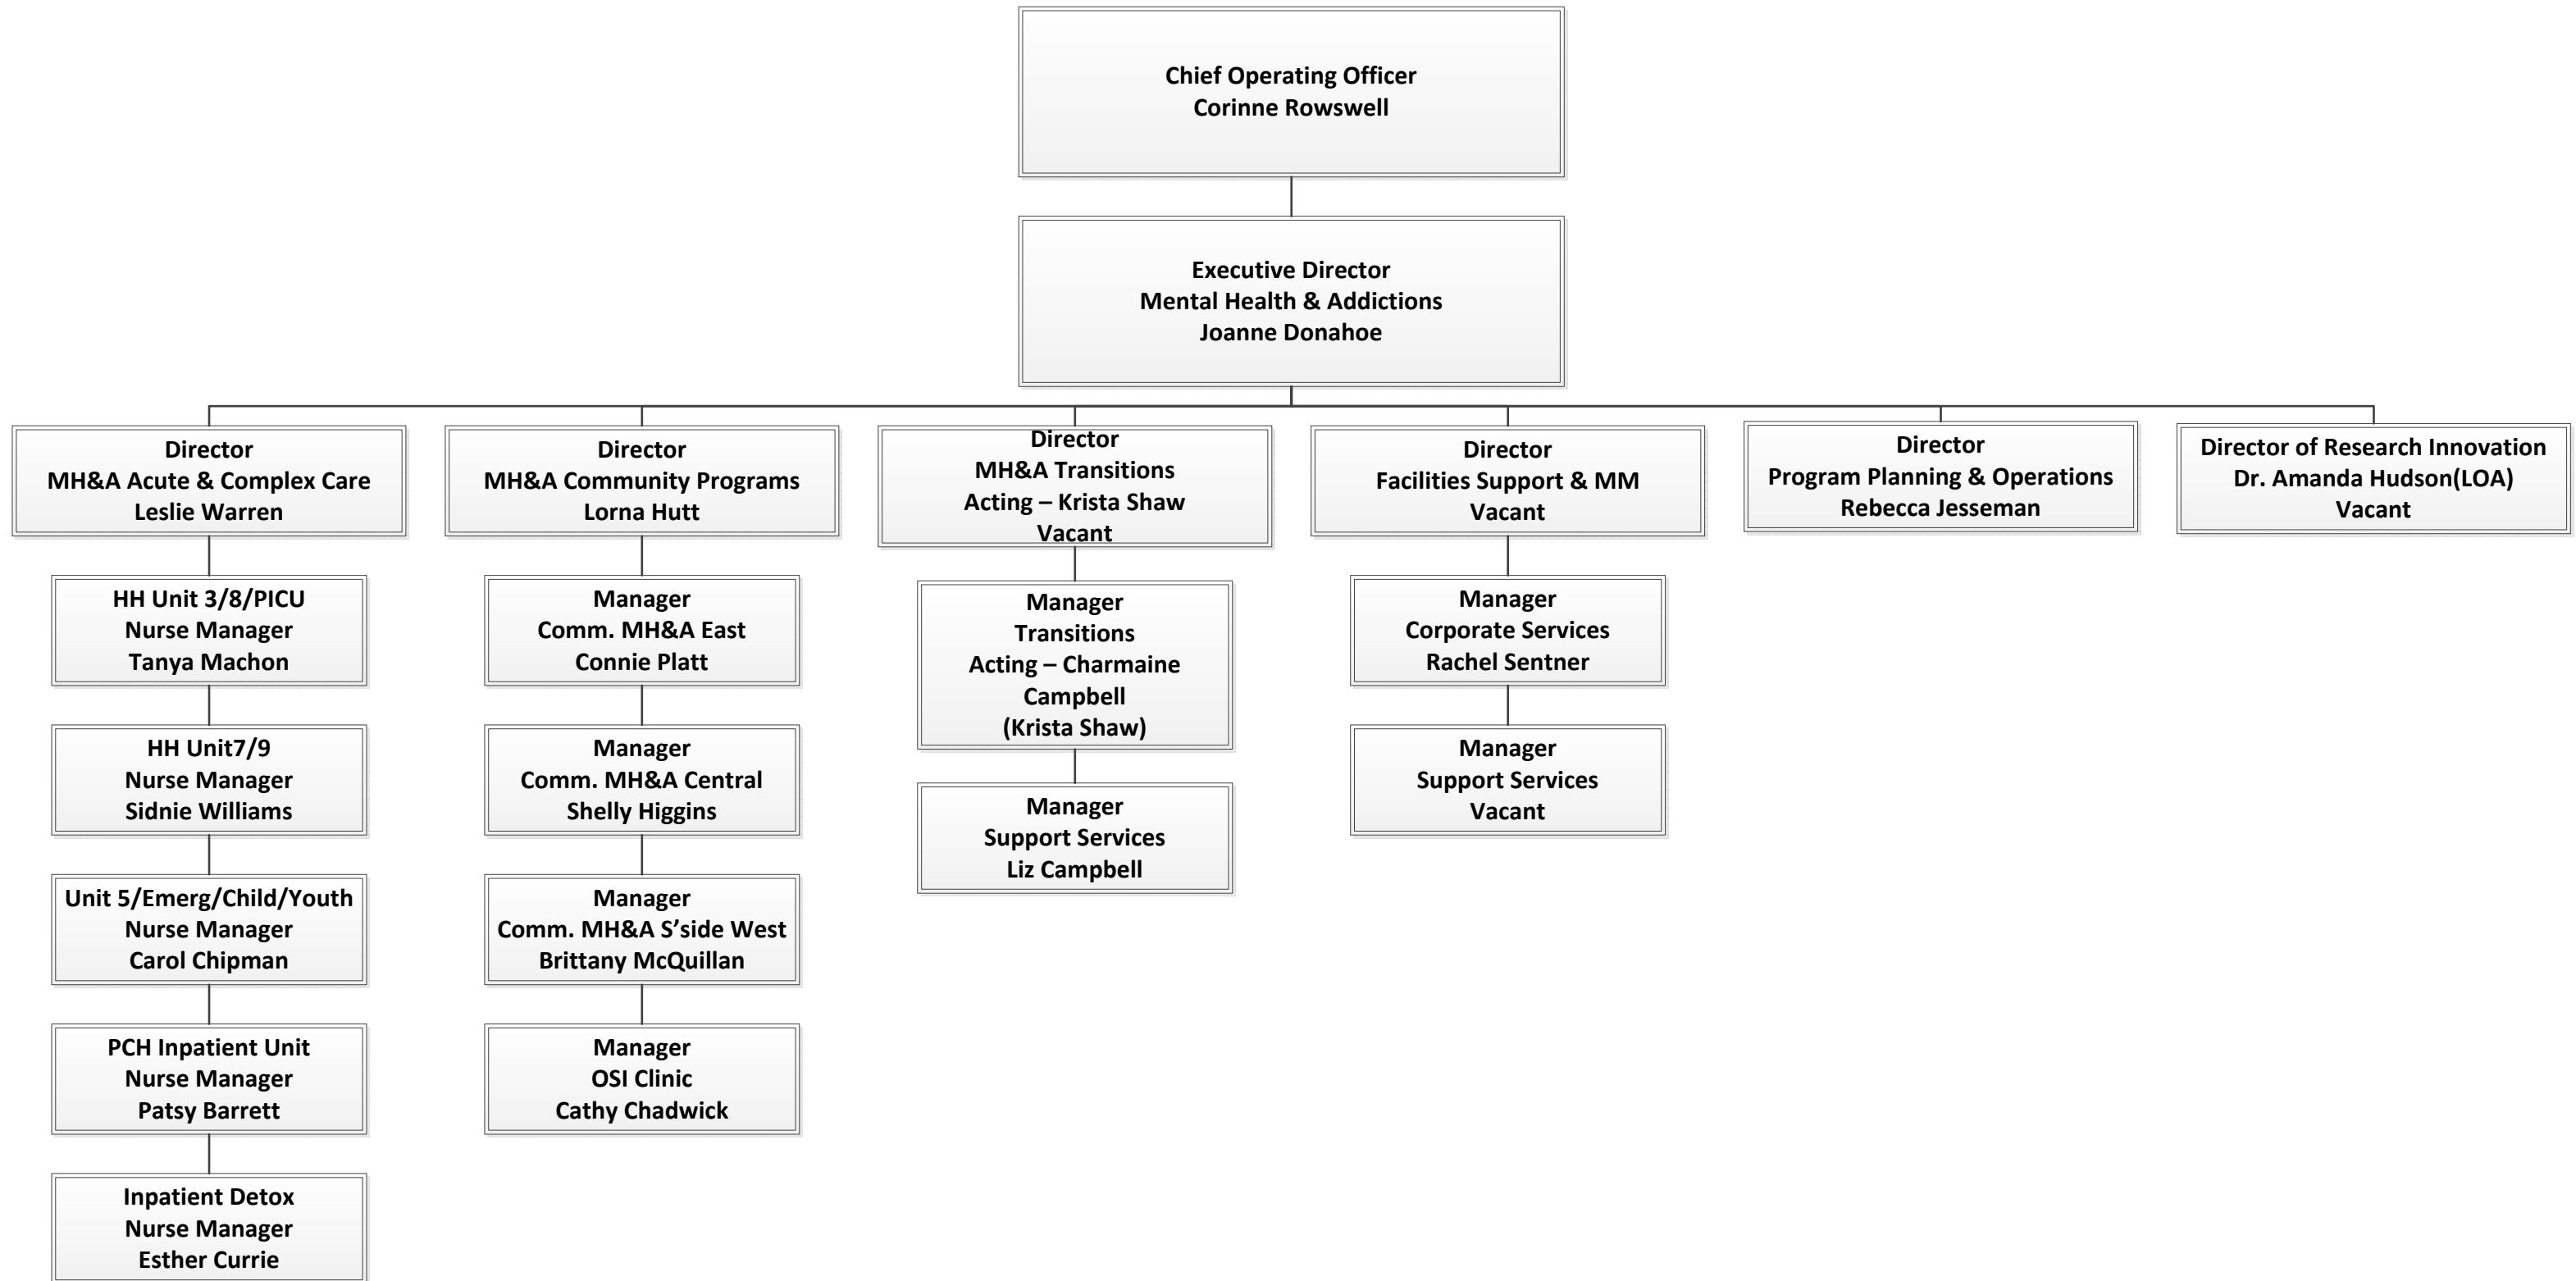 Chief Operating Officer
Corinne Rowswell
Executive Director
Mental Health & Addictions
Joanne Donahoe
Director
MH&A Acute & Complex Care
Leslie Warren
Director
MH&A Community Programs
Lorna Hutt
Director
MH&A Transitions
Acting – Krista Shaw
Vacant
Director
Facilities Support & MM
Vacant
Director
Program Planning & Operations
Rebecca Jesseman
Director of Research Innovation
Dr. Amanda Hudson(LOA)
Vacant
HH Unit 3/8/PICU
Nurse Manager
Tanya Machon
HH Unit7/9
Nurse Manager
Sidnie Williams
Unit 5/Emerg/Child/Youth
Nurse Manager
Carol Chipman
PCH Inpatient Unit
Nurse Manager
Patsy Barrett
Inpatient Detox
Nurse Manager
Esther Currie
Manager
Comm. MH&A East
Connie Platt
Manager
Comm. MH&A Central
Shelly Higgins
Manager
Comm. MH&A S’side West
Brittany McQuillan
Manager
OSI Clinic
Cathy Chadwick
Manager
Transitions
Acting – Charmaine
Campbell
(Krista Shaw)
Manager
Support Services
Liz Campbell
Manager
Corporate Services
Rachel Sentner
Manager
Support Services
Vacant